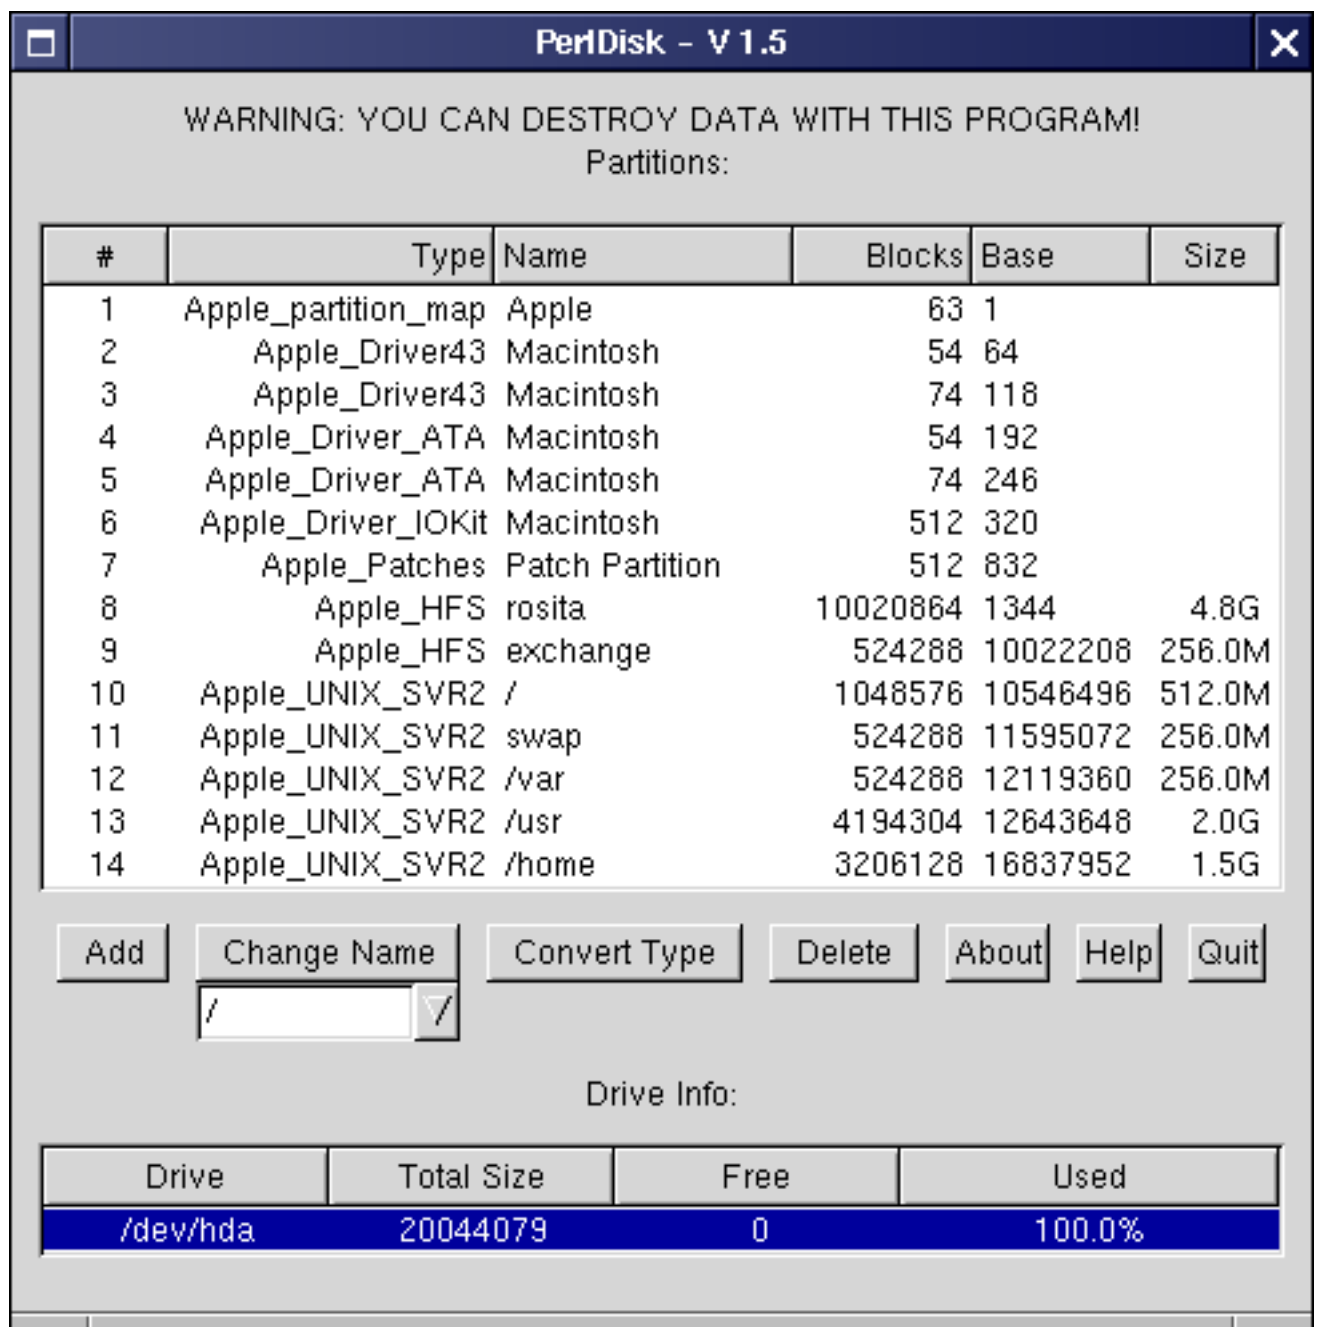 PerlDisk - V 1.5
WARNING: YOU CAN DESTROY DATA WITH THIS PROGRAM!
Partitions:
# Type Name Blocks Base Size
1 Apple_partition_map Apple 63 1
2 Apple_Driver43 Macintosh 54 64
3 Apple_Driver43 Macintosh 74 118
4 Apple_Driver_ATA Macintosh 54 192
5 Apple_Driver_ATA Macintosh 74 246
6 Apple_Driver_IOKit Macintosh 512 320
7 Apple_Patches Patch Partition 512 832
8 Apple_HFS rosita 10020864 1344 4.8G
9 Apple_HFS exchange 524288 10022208 256.0M
10 Apple_UNIX_SVR2 / 1048576 10546496 512.0M
11 Apple_UNIX_SVR2 swap 524288 11595072 256.0M
12 Apple_UNIX_SVR2 /var 524288 12119360 256.0M
13 Apple_UNIX_SVR2 /usr 4194304 12643648 2.0G
14 Apple_UNIX_SVR2 /home 3206128 16837952 1.5G
Add Change Name Convert Type Delete About Help Quit
/
Drive Info:
Drive Total Size Free Used
/dev/hda 20044079 0 100.0%